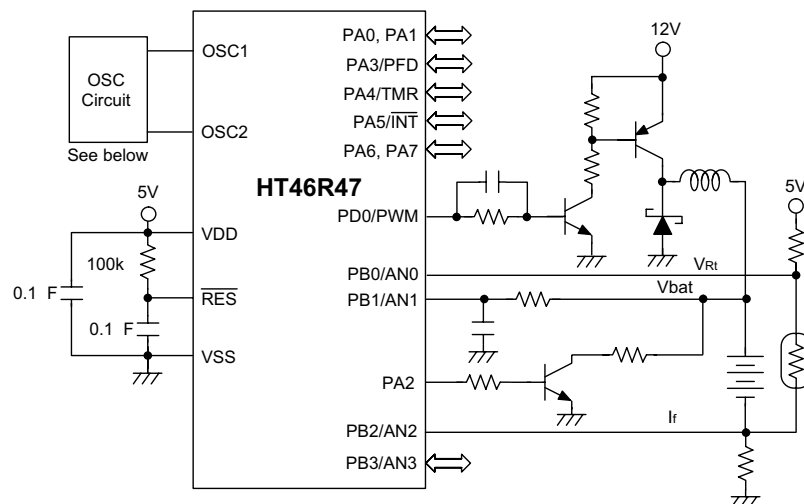 OSC
Circuit
See below
OSC1
OSC2
5V
VDD
100k
0.1 F
RES
0.1 F
VSS
HT46R47
PA0, PA1
PA3/PFD
PA4/TMR
PA5/INT
PA6, PA7
PD0/PWM
PB0/AN0
PB1/AN1
PA2
PB2/AN2
PB3/AN3
12V
5V
VRt
Vbat
If